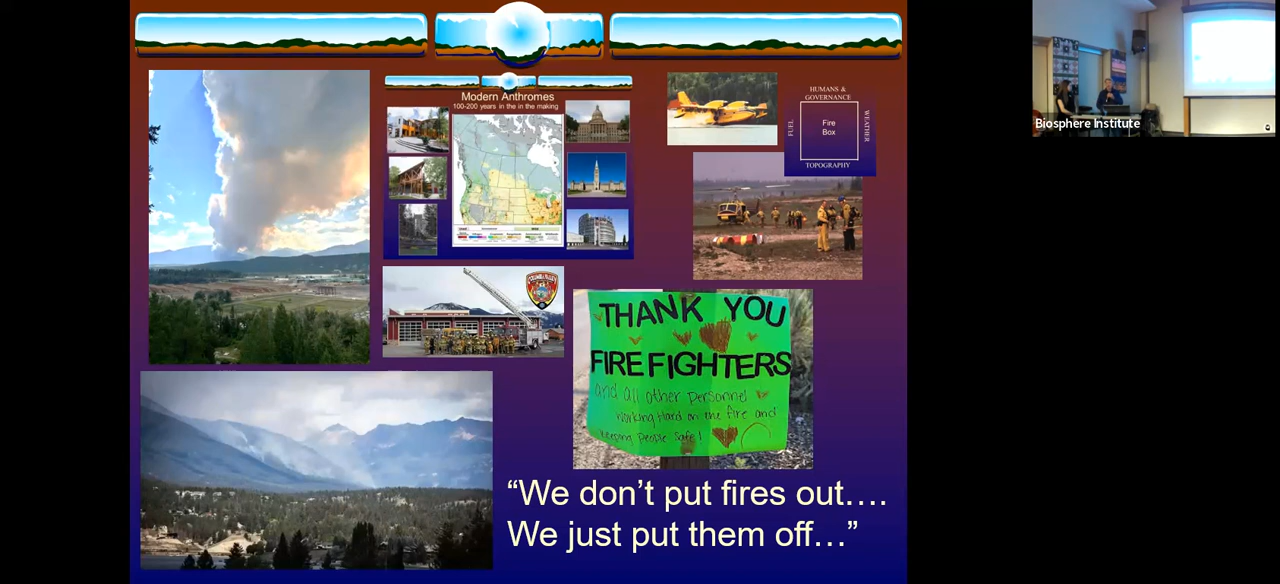 Modern Anthromes
100-200 years in the in the making
HUMANS &
GOVERNANCE
FUEL
Fire
Box
WEATHER
TOPOGRAPHY
THANK YOU
FIRE FIGHTERS
and all other personnel
working Hard on the fire and
keeping people safe!
“We don’t put fires out….
We just put them off…”
Biosphere Institute